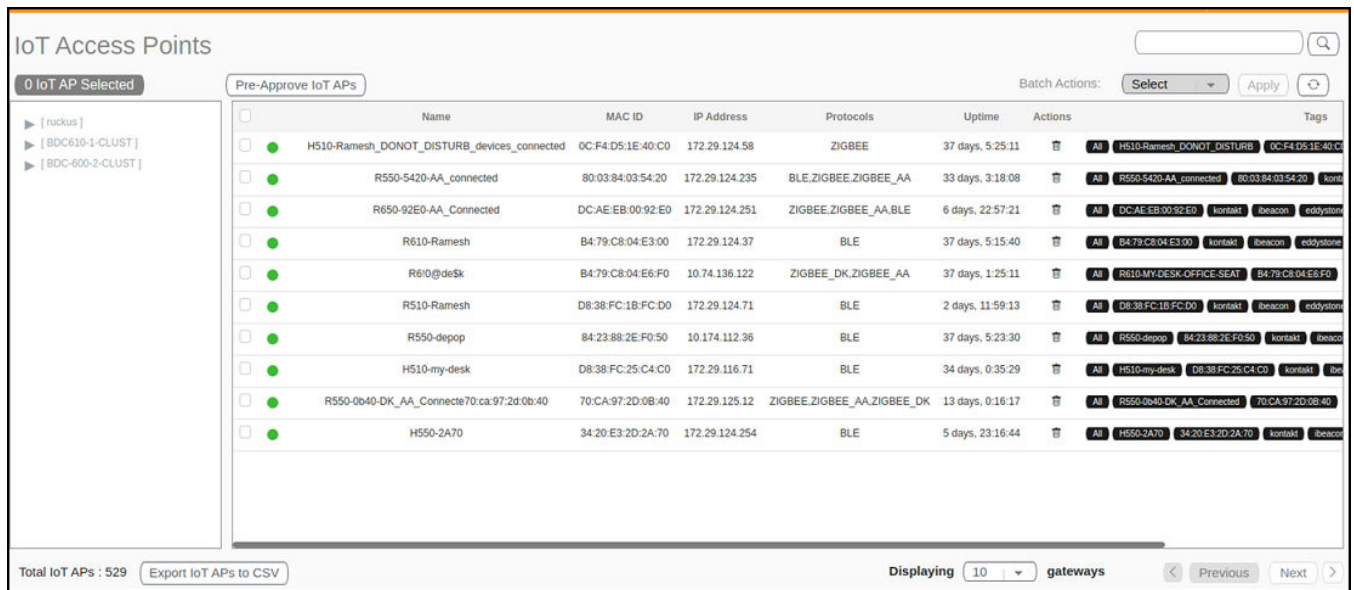 IoT Access Points
0 IoT AP Selected Pre-Approve IoT APs Batch Actions: Select Apply
[ ruckus ]
[ BDC610-1-CLUST ]
[ BDC-600-2-CLUST ]
Name MAC ID IP Address Protocols Uptime Actions Tags
H510-Ramesh_DONOT_DISTURB_devices_connected 0C:F4:D5:1E:40:C0 172.29.124.58 ZIGBEE 37 days, 5:25:11 All H510-Ramesh_DONOT_DISTURB 0C:F4:D5:1E:40:C
R550-5420-AA_connected 80:03:84:03:54:20 172.29.124.235 BLE,ZIGBEE,ZIGBEE_AA 33 days, 3:18:08 All R550-5420-AA_connected 80:03:84:03:54:20 konta
R650-92E0-AA_Connected DC:AE:EB:00:92:E0 172.29.124.251 ZIGBEE,ZIGBEE_AA,BLE 6 days, 22:57:21 All DC:AE:EB:00:92:E0 kontakt ibeacon eddystone
R610-Ramesh B4:79:C8:04:E3:00 172.29.124.37 BLE 37 days, 5:15:40 All B4:79:C8:04:E3:00 kontakt ibeacon eddystone
R6!0@de$k B4:79:C8:04:E6:F0 10.74.136.122 ZIGBEE_DK,ZIGBEE_AA 37 days, 1:25:11 All R610-MY-DESK-OFFICE-SEAT B4:79:C8:04:E6:F0
R510-Ramesh D8:38:FC:1B:FC:D0 172.29.124.71 BLE 2 days, 11:59:13 All D8:38:FC:1B:FC:D0 kontakt ibeacon eddystone
R550-depop 84:23:88:2E:F0:50 10.174.112.36 BLE 37 days, 5:23:30 All R550-depop 84:23:88:2E:F0:50 kontakt ibeaco
H510-my-desk D8:38:FC:25:C4:C0 172.29.116.71 BLE 34 days, 0:35:29 All H510-my-desk D8:38:FC:25:C4:C0 kontakt ibe
R550-0b40-DK_AA_Connecte70:ca:97:2d:0b:40 70:CA:97:2D:0B:40 172.29.125.12 ZIGBEE,ZIGBEE_AA,ZIGBEE_DK 13 days, 0:16:17 All R550-0b40-DK_AA_Connected 70:CA:97:2D:0B:40
H550-2A70 34:20:E3:2D:2A:70 172.29.124.254 BLE 5 days, 23:16:44 All H550-2A70 34:20:E3:2D:2A:70 kontakt ibeacon
Total IoT APs : 529 Export IoT APs to CSV Displaying 10 gateways Previous Next